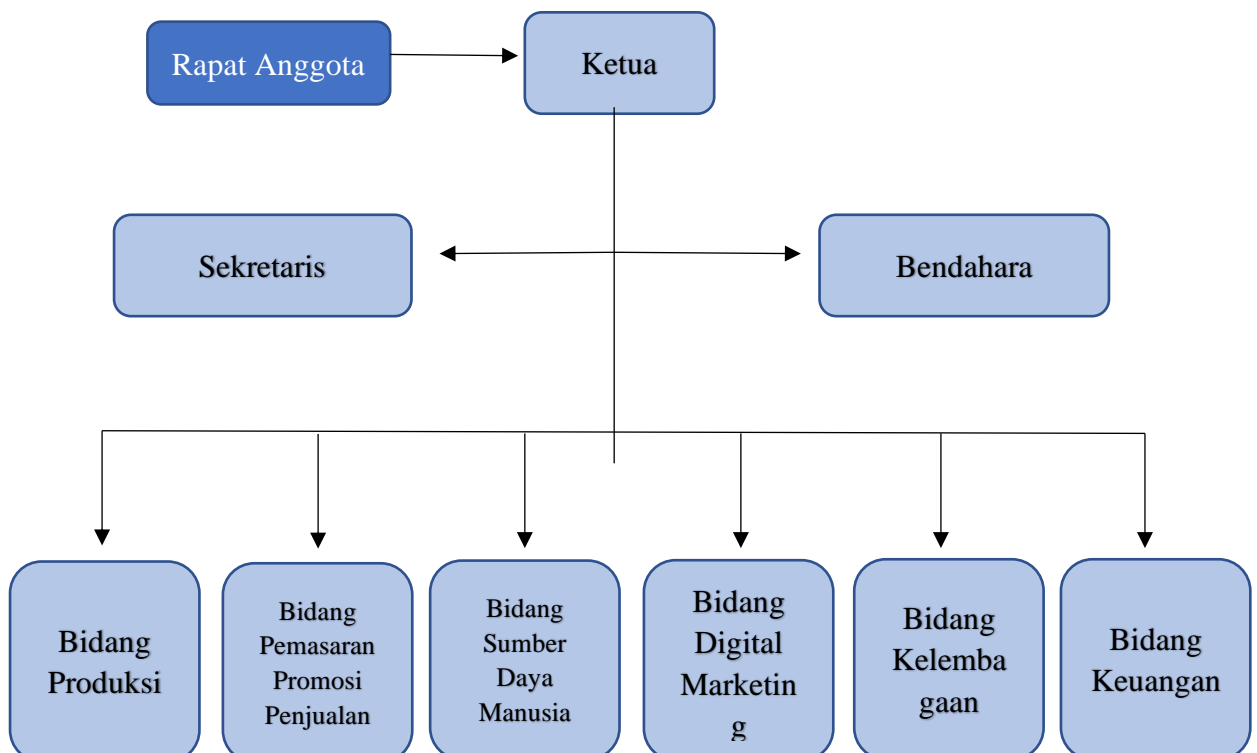 Rapat Anggota
Ketua
Sekretaris
Bendahara
Bidang
Produksi
Bidang
Pemasaran
Promosi
Penjualan
Bidang
Sumber
Daya
Manusia
Bidang
Digital
Marketin
g
Bidang
Kelemba
gaan
Bidang
Keuangan